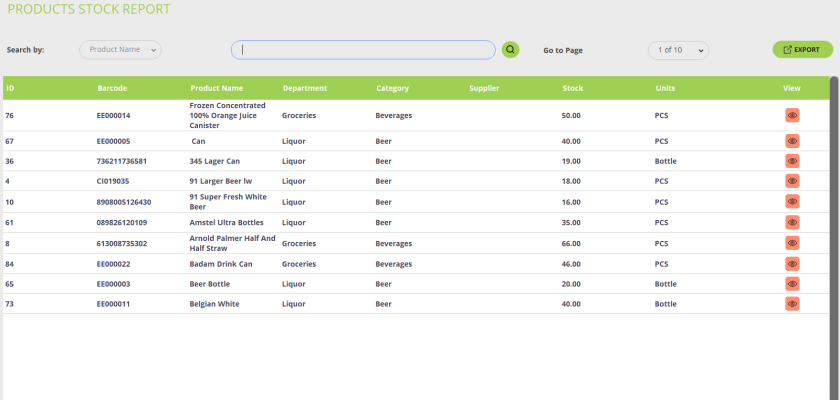 PRODUCTS STOCK REPORT
Search by: Product Name Go to Page 1 of 10 EXPORT
ID Barcode Product Name Department Category Supplier Stock Units View
76 EE000014 Frozen Concentrated 100% Orange Juice Canister Groceries Beverages 50.00 PCS
67 EE000005 Can Liquor Beer 40.00 PCS
36 736211736581 345 Lager Can Liquor Beer 19.00 Bottle
4 CI019035 91 Larger Beer lw Liquor Beer 18.00 PCS
10 8908005126430 91 Super Fresh White Beer Liquor Beer 16.00 PCS
61 089826120109 Amstel Ultra Bottles Liquor Beer 35.00 PCS
8 613008735302 Arnold Palmer Half And Half Straw Groceries Beverages 66.00 PCS
84 EE000022 Badam Drink Can Groceries Beverages 46.00 PCS
65 EE000003 Beer Bottle Liquor Beer 20.00 Bottle
73 EE000011 Belgian White Liquor Beer 40.00 Bottle